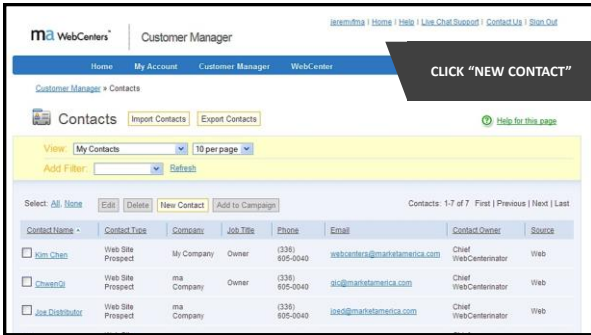 jeremiftma | Home | Help | Live Chat Support | Contact Us | Sign Out
ma WebCenters Customer Manager
Home My Account Customer Manager WebCenter
CLICK “NEW CONTACT”
Customer Manager » Contacts
Contacts Import Contacts Export Contacts Help for this page
View: My Contacts 10 per page
Add Filter: Refresh
Select: All, None Edit Delete New Contact Add to Campaign Contacts: 1-7 of 7 First | Previous | Next | Last
Contact Name Contact Type Company Job Title Phone Email Contact Owner Source
Kim Chen Web Site Prospect My Company Owner (336) 605-0040 webcenters@marketamerica.com Chief WebCenterinator Web
ChwenQi Web Site Prospect ma Company Owner (336) 605-0040 qic@marketamerica.com Chief WebCenterinator Web
Joe Distributor Web Site Prospect ma Company (336) 605-0040 joed@marketamerica.com Chief WebCenterinator Web